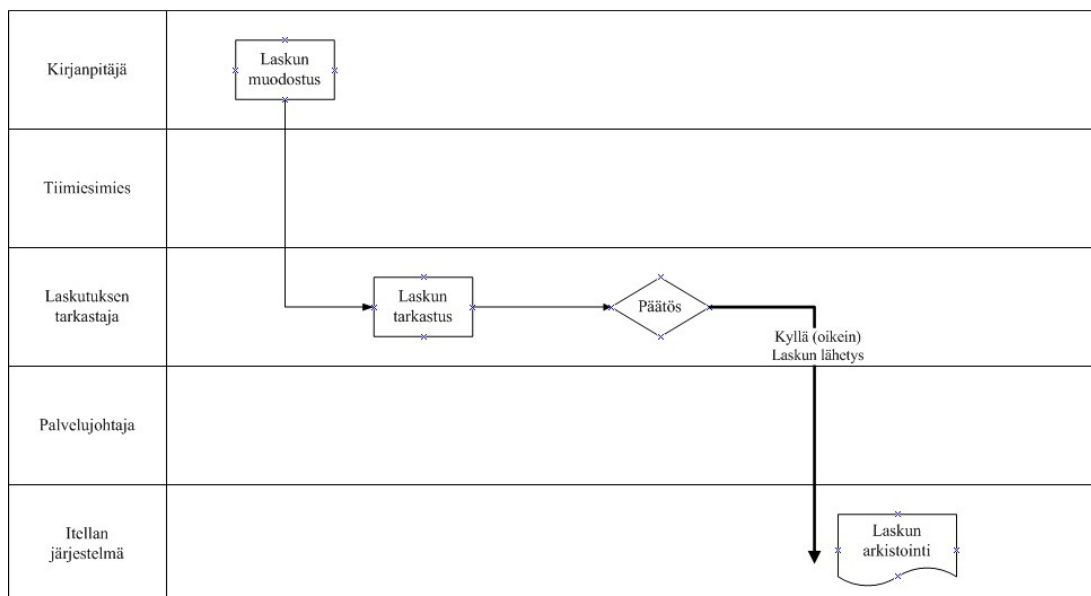 Kirjanpitäjä
Laskun
muodostus
Tiimiesimies
Laskutuksen
tarkastaja
Laskun
tarkastus
Päätös
Kyllä (oikein)
Laskun lähetys
Palvelujohtaja
Itellan
järjestelmä
Laskun
arkistointi